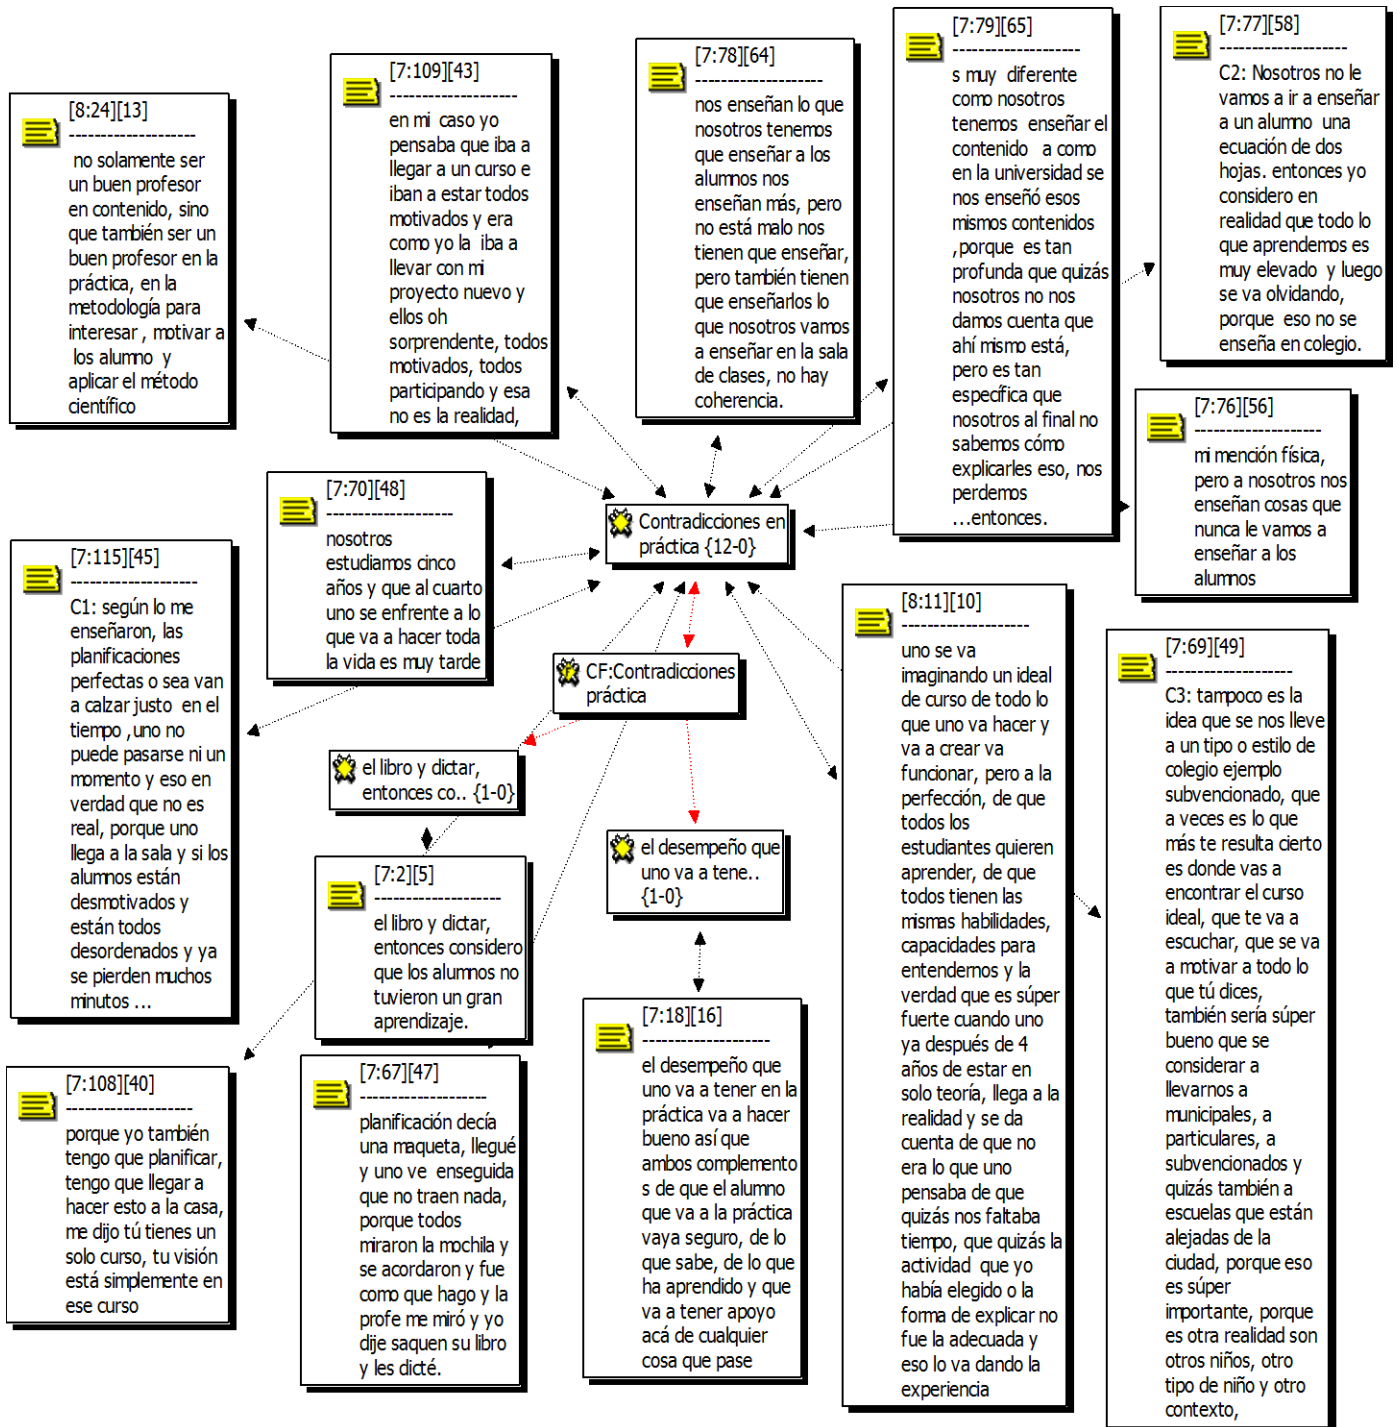 [8:24][13]
--------------------
no solamente ser
un buen profesor
en contenido, sino
que también ser un
buen profesor en la
práctica, en la
metodología para
interesar , motivar a
los alumno y
aplicar el método
científico
[7:109][43]
--------------------
en mi caso yo
pensaba que iba a
llegar a un curso e
iban a estar todos
motivados y era
como yo la iba a
llevar con mi
proyecto nuevo y
ellos oh
sorprendente, todos
motivados, todos
participando y esa
no es la realidad,
[7:78][64]
--------------------
nos enseñan lo que
nosotros tenemos
que enseñar a los
alumnos nos
enseñan más, pero
no está malo nos
tienen que enseñar,
pero también tienen
que enseñarlos lo
que nosotros vamos
a enseñar en la sala
de clases, no hay
coherencia.
[7:79][65]
--------------------
s muy diferente
como nosotros
tenemos enseñar el
contenido a como
en la universidad se
nos enseñó esos
mismos contenidos
,porque es tan
profunda que quizás
nosotros no nos
damos cuenta que
ahí mismo está,
pero es tan
específica que
nosotros al final no
sabemos cómo
explicarles eso, nos
perdemos
...entonces.
[7:77][58]
--------------------
C2: Nosotros no le
vamos a ir a enseñar
a un alumno una
ecuación de dos
hojas. entonces yo
considero en
realidad que todo lo
que aprendemos es
muy elevado y luego
se va olvidando,
porque eso no se
enseña en colegio.
[7:76][56]
--------------------
mi mención física,
pero a nosotros nos
enseñan cosas que
nunca le vamos a
enseñar a los
alumnos
[7:70][48]
--------------------
nosotros
estudiamos cinco
años y que al cuarto
uno se enfrente a lo
que va a hacer toda
la vida es muy tarde
Contradicciones en
práctica {12-0}
[7:115][45]
--------------------
C1: según lo me
enseñaron, las
planificaciones
perfectas o sea van
a calzar justo en el
tiempo ,uno no
puede pasarse ni un
momento y eso en
verdad que no es
real, porque uno
llega a la sala y si los
alumnos están
desmotivados y
están todos
desordenados y ya
se pierden muchos
minutos ...
CF:Contradicciones
práctica
el libro y dictar,
entonces co.. {1-0}
el desempeño que
uno va a tene..
{1-0}
[7:2][5]
--------------------
el libro y dictar,
entonces considero
que los alumnos no
tuvieron un gran
aprendizaje.
[8:11][10]
--------------------
uno se va
imaginando un ideal
de curso de todo lo
que uno va hacer y
va a crear va
funcionar, pero a la
perfección, de que
todos los
estudiantes quieren
aprender, de que
todos tienen las
mismas habilidades,
capacidades para
entendernos y la
verdad que es súper
fuerte cuando uno
ya después de 4
años de estar en
solo teoría, llega a la
realidad y se da
cuenta de que no
era lo que uno
pensaba de que
quizás nos faltaba
tiempo, que quizás la
actividad que yo
había elegido o la
forma de explicar no
fue la adecuada y
eso lo va dando la
experiencia
[7:69][49]
--------------------
C3: tampoco es la
idea que se nos lleve
a un tipo o estilo de
colegio ejemplo
subvencionado, que
a veces es lo que
más te resulta cierto
es donde vas a
encontrar el curso
ideal, que te va a
escuchar, que se va
a motivar a todo lo
que tú dices,
también sería súper
bueno que se
considerar a
llevarnos a
municipales, a
particulares, a
subvencionados y
quizás también a
escuelas que están
alejadas de la
ciudad, porque eso
es súper
importante, porque
es otra realidad son
otros niños, otro
tipo de niño y otro
contexto,
[7:108][40]
--------------------
porque yo también
tengo que planificar,
tengo que llegar a
hacer esto a la casa,
me dijo tú tienes un
solo curso, tu visión
está simplemente en
ese curso
[7:67][47]
--------------------
planificación decía
una maqueta, llegué
y uno ve enseguida
que no traen nada,
porque todos
miraron la mochila y
se acordaron y fue
como que hago y la
profe me miró y yo
dije saquen su libro
y les dicté.
[7:18][16]
--------------------
el desempeño que
uno va a tener en la
práctica va a hacer
bueno así que
ambos complemento
s de que el alumno
que va a la práctica
vaya seguro, de lo
que sabe, de lo que
ha aprendido y que
va a tener apoyo
acá de cualquier
cosa que pase